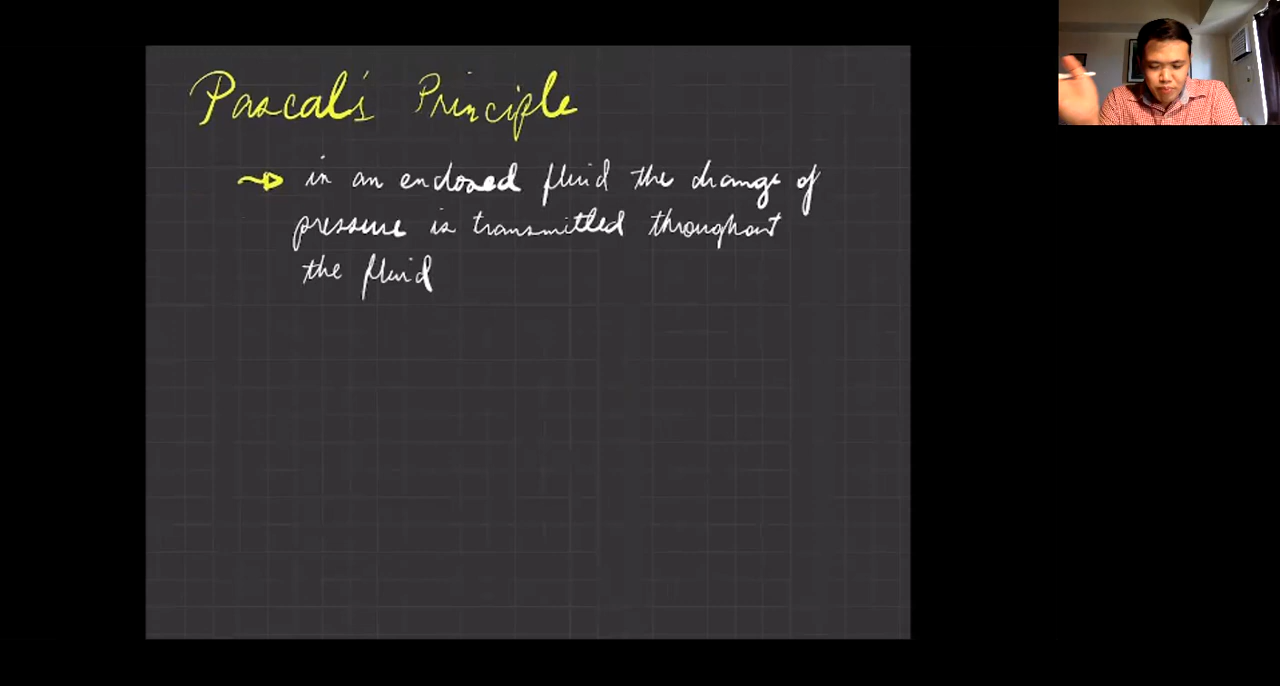 Pascal's Principle
in an enclosed fluid the change of
pressure is transmitted throughout
the fluid